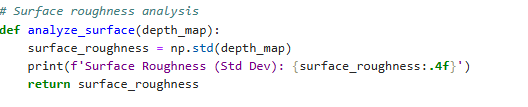 # Surface roughness analysis
def analyze_surface(depth_map):
    surface_roughness = np.std(depth_map)
    print(f'Surface Roughness (Std Dev): {surface_roughness:.4f}')
    return surface_roughness